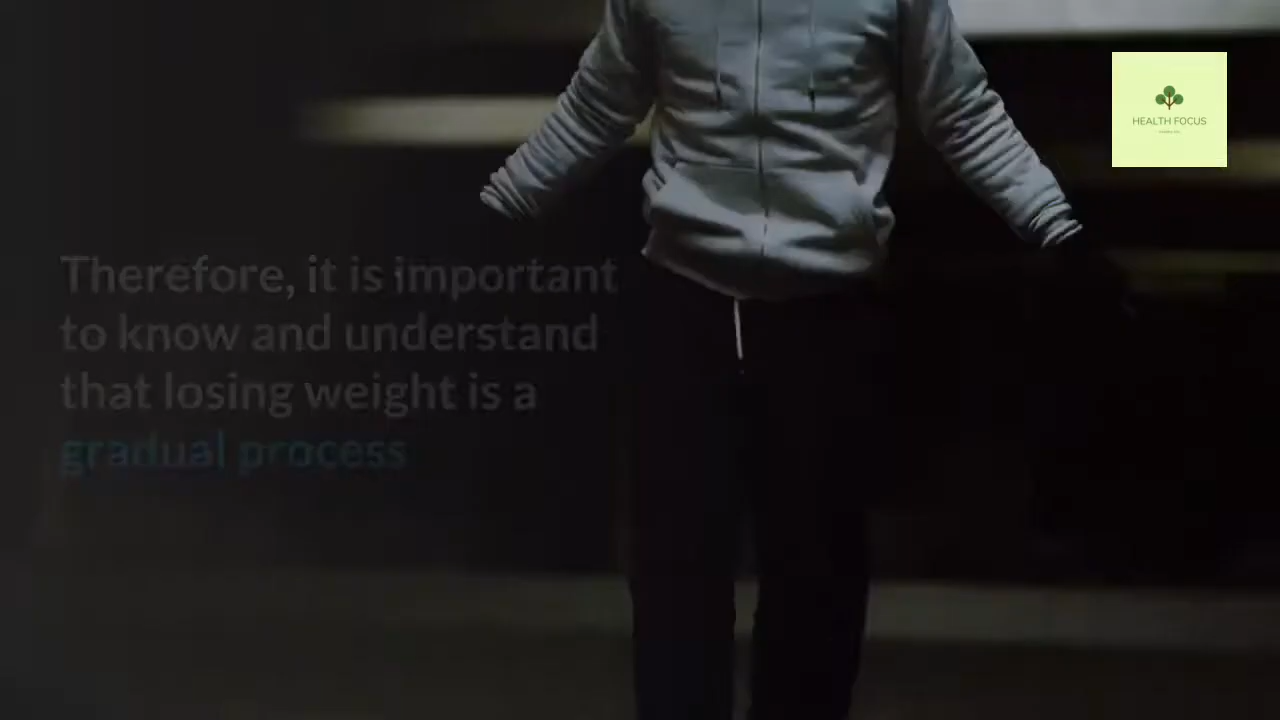 HEALTH FOCUS
Therefore, it is important
to know and understand
that losing weight is a
gradual process